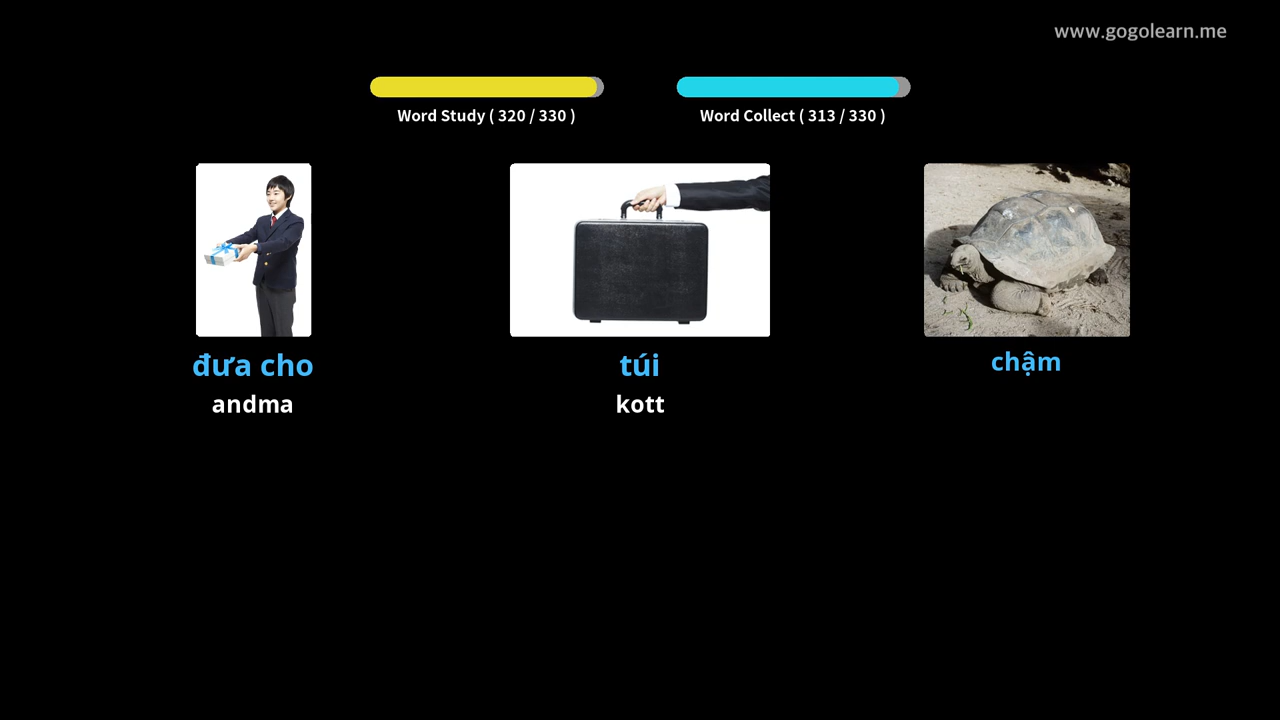 www.gogolearn.me
Word Study ( 320 / 330 )
Word Collect ( 313 / 330 )
đưa cho
andma
túi
kott
chậm